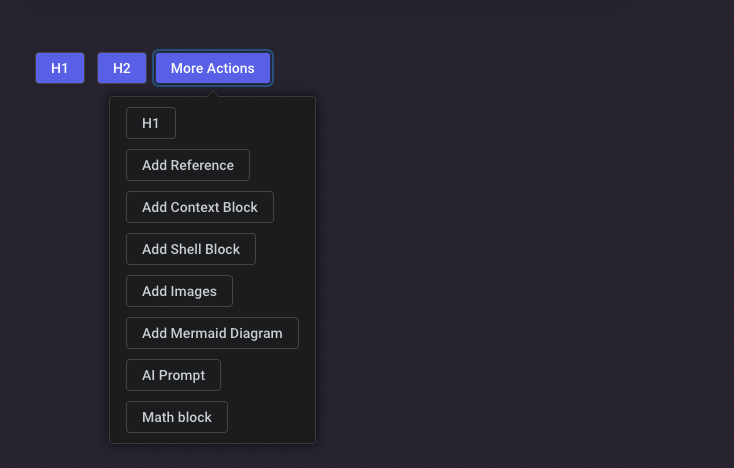 H1
H2
More Actions
H1
Add Reference
Add Context Block
Add Shell Block
Add Images
Add Mermaid Diagram
AI Prompt
Math block